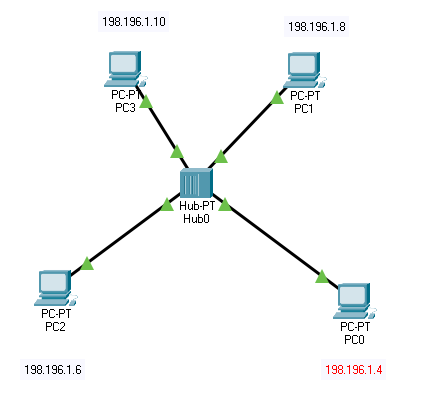 198.196.1.10
198.196.1.8
PC-PT
PC3
PC-PT
PC1
Hub-PT
Hub0
PC-PT
PC2
PC-PT
PC0
198.196.1.6
198.196.1.4